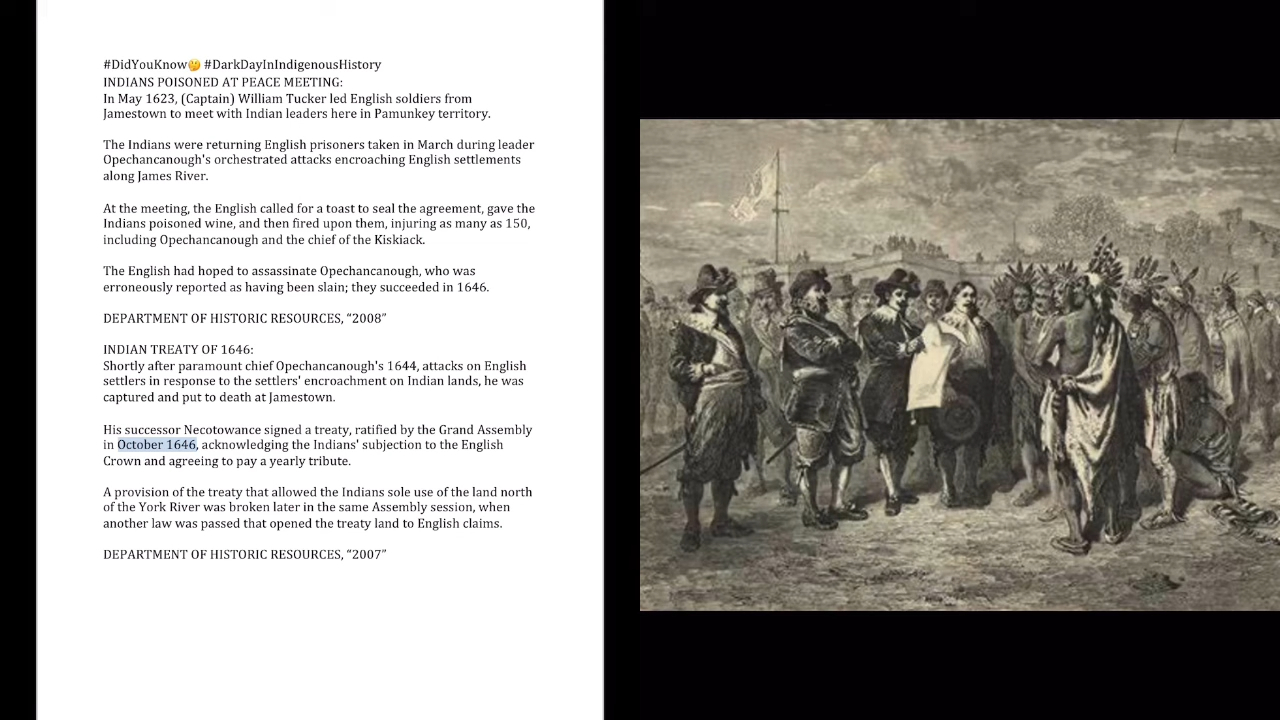 #DidYouKnow🤔 #DarkDayInIndigenousHistory
INDIANS POISONED AT PEACE MEETING:
In May 1623, (Captain) William Tucker led English soldiers from
Jamestown to meet with Indian leaders here in Pamunkey territory.
The Indians were returning English prisoners taken in March during leader
Opechancanough's orchestrated attacks encroaching English settlements
along James River.
At the meeting, the English called for a toast to seal the agreement, gave the
Indians poisoned wine, and then fired upon them, injuring as many as 150,
including Opechancanough and the chief of the Kiskiack.
The English had hoped to assassinate Opechancanough, who was
erroneously reported as having been slain; they succeeded in 1646.
DEPARTMENT OF HISTORIC RESOURCES, “2008”
INDIAN TREATY OF 1646:
Shortly after paramount chief Opechancanough's 1644, attacks on English
settlers in response to the settlers' encroachment on Indian lands, he was
captured and put to death at Jamestown.
His successor Necotowance signed a treaty, ratified by the Grand Assembly
in October 1646, acknowledging the Indians' subjection to the English
Crown and agreeing to pay a yearly tribute.
A provision of the treaty that allowed the Indians sole use of the land north
of the York River was broken later in the same Assembly session, when
another law was passed that opened the treaty land to English claims.
DEPARTMENT OF HISTORIC RESOURCES, “2007”